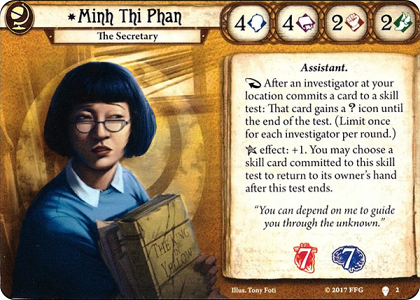 Minh Thi Phan
The Secretary
4 4 2 2
Assistant.
After an investigator at your
location commits a card to a skill
test: That card gains a ? icon until
the end of the test. (Limit once
for each investigator per round.)
effect: +1. You may choose a
skill card committed to this skill
test to return to its owner's hand
after this test ends.
"You can depend on me to guide
you through the unknown."
THE KING
IN
YELLOW
7 7
Illus. Tony Foti © 2017 FFG 2